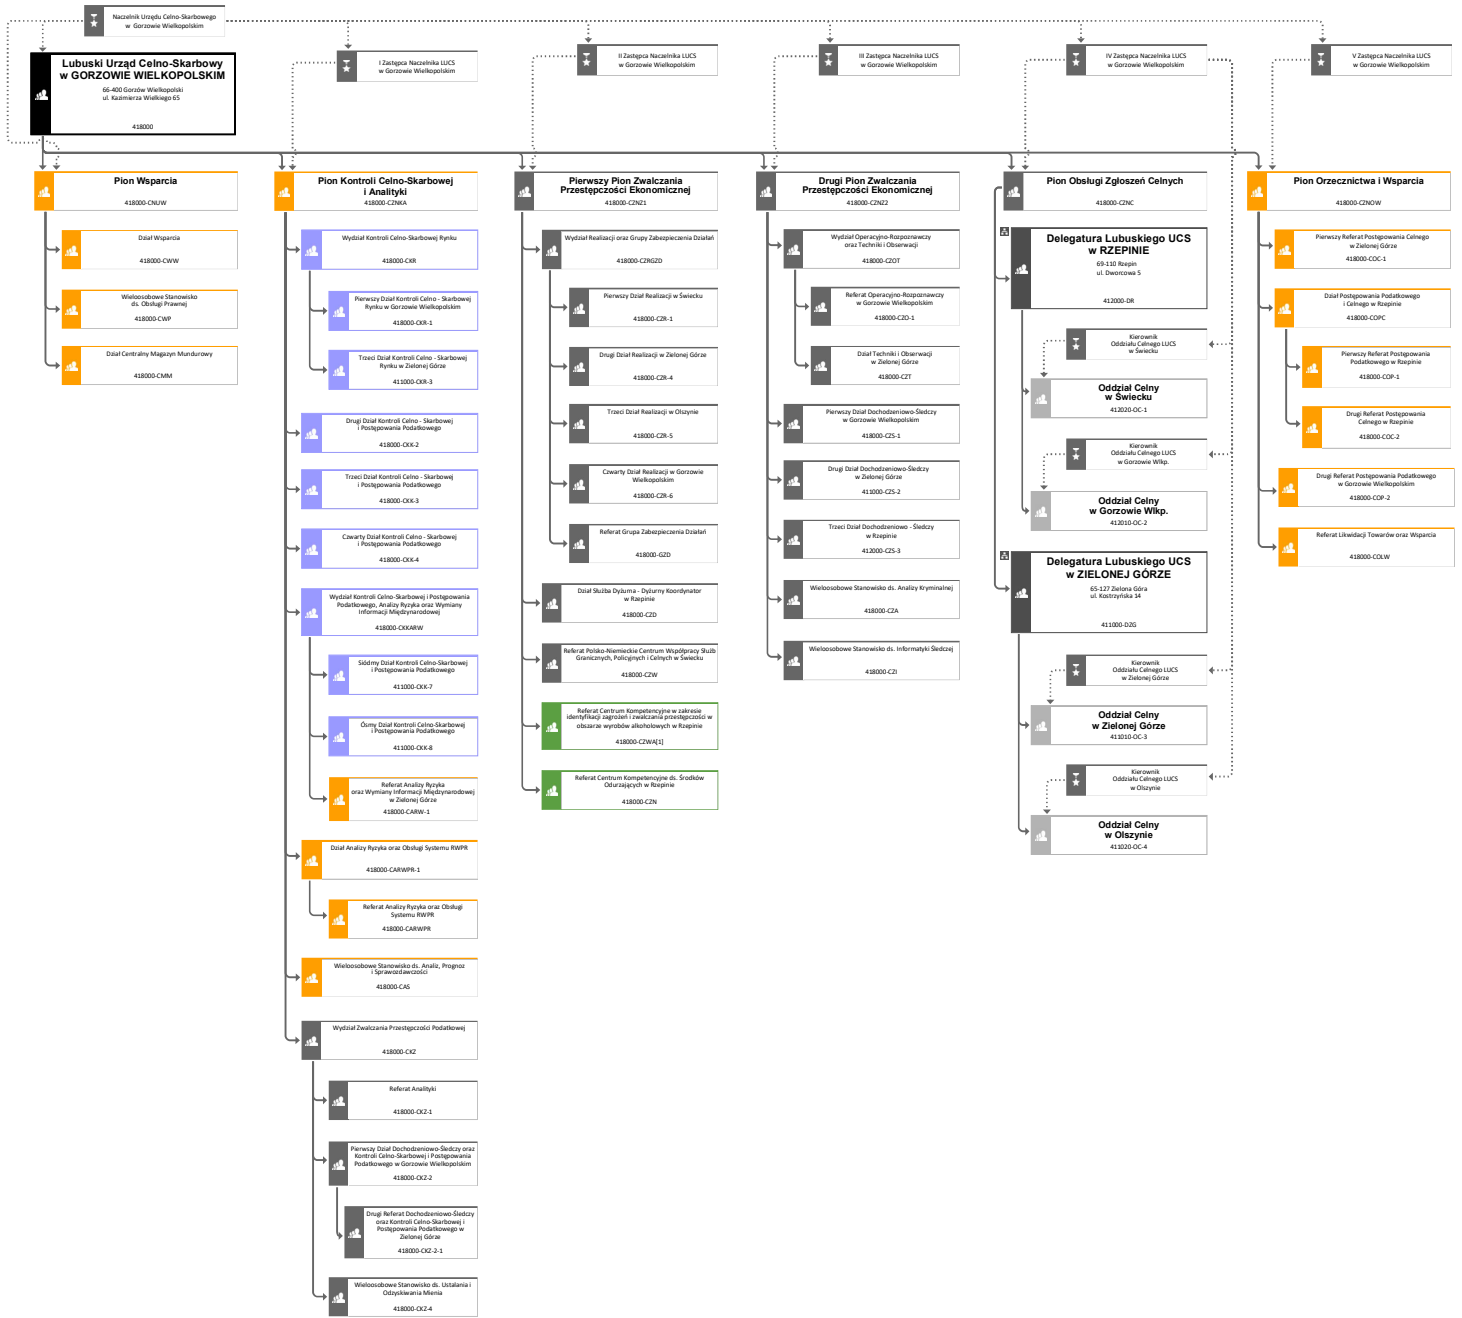 Naczelnik Urzędu Celno-Skarbowego
w Gorzowie Wielkopolskim
I Zastępca Naczelnika LUCS
w Gorzowie Wielkopolskim
II Zastępca Naczelnika LUCS
w Gorzowie Wielkopolskim
III Zastępca Naczelnika LUCS
w Gorzowie Wielkopolskim
IV Zastępca Naczelnika LUCS
w Gorzowie Wielkopolskim
V Zastępca Naczelnika LUCS
w Gorzowie Wielkopolskim
Lubuski Urząd Celno-Skarbowy
w GORZOWIE WIELKOPOLSKIM
66-400 Gorzów Wielkopolski
ul. Kazimierza Wielkiego 65
418000
Pion Wsparcia
418000-CNUW
Dział Wsparcia
418000-CWW
Wieloosobowe Stanowisko
ds. Obsługi Prawnej
418000-CWP
Dział Centralny Magazyn Mundurowy
418000-CMM
Pion Kontroli Celno-Skarbowej
i Analityki
418000-CZNKA
Wydział Kontroli Celno-Skarbowej Rynku
418000-CKR
Pierwszy Dział Kontroli Celno - Skarbowej
Rynku w Gorzowie Wielkopolskim
418000-CKR-1
Trzeci Dział Kontroli Celno - Skarbowej
Rynku w Zielonej Górze
411000-CKR-3
Drugi Dział Kontroli Celno - Skarbowej
i Postępowania Podatkowego
418000-CKK-2
Trzeci Dział Kontroli Celno - Skarbowej
i Postępowania Podatkowego
418000-CKK-3
Czwarty Dział Kontroli Celno - Skarbowej
i Postępowania Podatkowego
418000-CKK-4
Wydział Kontroli Celno-Skarbowej i Postępowania
Podatkowego, Analizy Ryzyka oraz Wymiany
Informacji Międzynarodowej
418000-CKKARW
Siódmy Dział Kontroli Celno-Skarbowej
i Postępowania Podatkowego
411000-CKK-7
Ósmy Dział Kontroli Celno-Skarbowej
i Postępowania Podatkowego
411000-CKK-8
Referat Analizy Ryzyka
oraz Wymiany Informacji Międzynarodowej
w Zielonej Górze
418000-CARW-1
Dział Analizy Ryzyka oraz Obsługi Systemu RWPR
418000-CARWPR-1
Referat Analizy Ryzyka oraz Obsługi
Systemu RWPR
418000-CARWPR
Wieloosobowe Stanowisko ds. Analiz, Prognoz
i Sprawozdawczości
418000-CAS
Wydział Zwalczania Przestępczości Podatkowej
418000-CKZ
Referat Analityki
418000-CKZ-1
Pierwszy Dział Dochodzeniowo-Śledczy oraz
Kontroli Celno-Skarbowej i Postępowania
Podatkowego w Gorzowie Wielkopolskim
418000-CKZ-2
Drugi Referat Dochodzeniowo-Śledczy
oraz Kontroli Celno-Skarbowej i
Postępowania Podatkowego w
Zielonej Górze
418000-CKZ-2-1
Wieloosobowe Stanowisko ds. Ustalania i
Odzyskiwania Mienia
418000-CKZ-4
Pierwszy Pion Zwalczania
Przestępczości Ekonomicznej
418000-CZNZ1
Wydział Realizacji oraz Grupy Zabezpieczenia Działań
418000-CZRGZD
Pierwszy Dział Realizacji w Świecku
418000-CZR-1
Drugi Dział Realizacji w Zielonej Górze
418000-CZR-4
Trzeci Dział Realizacji w Olszynie
418000-CZR-5
Czwarty Dział Realizacji w Gorzowie
Wielkopolskim
418000-CZR-6
Referat Grupa Zabezpieczenia Działań
418000-GZD
Dział Służba Dyżurna - Dyżurny Koordynator
w Rzepinie
418000-CZD
Referat Polsko-Niemieckie Centrum Współpracy Służb
Granicznych, Policyjnych i Celnych w Świecku
418000-CZW
Referat Centrum Kompetencyjne w zakresie
identyfikacji zagrożeń i zwalczania przestępczości w
obszarze wyrobów alkoholowych w Rzepinie
418000-CZWA[1]
Referat Centrum Kompetencyjne ds. Środków
Odurzających w Rzepinie
418000-CZN
Drugi Pion Zwalczania
Przestępczości Ekonomicznej
418000-CZNZ2
Wydział Operacyjno-Rozpoznawczy
oraz Techniki i Obserwacji
418000-CZOT
Referat Operacyjno-Rozpoznawczy
w Gorzowie Wielkopolskim
418000-CZO-1
Dział Techniki i Obserwacji
w Zielonej Górze
418000-CZT
Pierwszy Dział Dochodzeniowo-Śledczy
w Gorzowie Wielkopolskim
418000-CZS-1
Drugi Dział Dochodzeniowo-Śledczy
w Zielonej Górze
411000-CZS-2
Trzeci Dział Dochodzeniowo - Śledczy
w Rzepinie
412000-CZS-3
Wieloosobowe Stanowisko ds. Analizy Kryminalnej
418000-CZA
Wieloosobowe Stanowisko ds. Informatyki Śledczej
418000-CZI
Pion Obsługi Zgłoszeń Celnych
418000-CZNC
Delegatura Lubuskiego UCS
w RZEPINIE
69-110 Rzepin
ul. Dworcowa 5
412000-DR
Kierownik
Oddziału Celnego LUCS
w Świecku
Oddział Celny
w Świecku
412020-OC-1
Kierownik
Oddziału Celnego LUCS
w Gorzowie Wlkp.
Oddział Celny
w Gorzowie Wlkp.
412010-OC-2
Delegatura Lubuskiego UCS
w ZIELONEJ GÓRZE
65-127 Zielona Góra
ul. Kostrzyńska 14
411000-DZG
Kierownik
Oddziału Celnego LUCS
w Zielonej Górze
Oddział Celny
w Zielonej Górze
411010-OC-3
Kierownik
Oddziału Celnego LUCS
w Olszynie
Oddział Celny
w Olszynie
411020-OC-4
Pion Orzecznictwa i Wsparcia
418000-CZNOW
Pierwszy Referat Postępowania Celnego
w Zielonej Górze
418000-COC-1
Dział Postępowania Podatkowego
i Celnego w Rzepinie
418000-COPC
Pierwszy Referat Postępowania
Podatkowego w Rzepinie
418000-COP-1
Drugi Referat Postępowania
Celnego w Rzepinie
418000-COC-2
Drugi Referat Postępowania Podatkowego
w Gorzowie Wielkopolskim
418000-COP-2
Referat Likwidacji Towarów oraz Wsparcia
418000-COLW